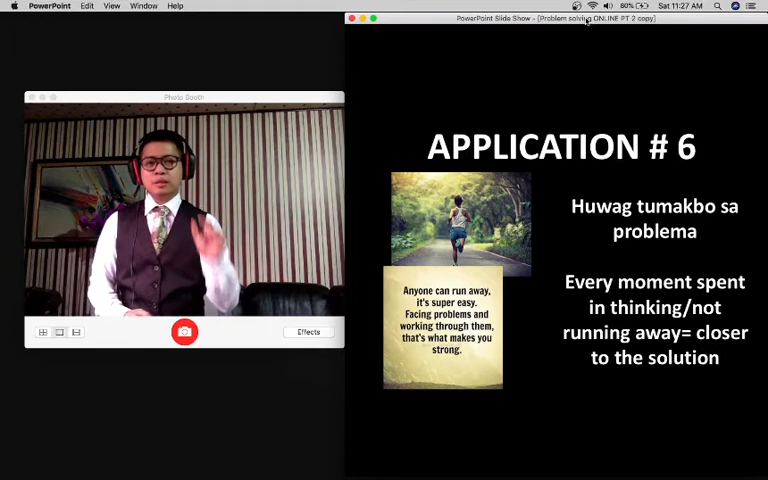 PowerPoint Edit View Window Help
80% Sat 11:27 AM
PowerPoint Slide Show - [Problem solving ONLINE PT 2 copy]
Photo Booth
Effects
APPLICATION # 6
Huwag tumakbo sa
problema
Every moment spent
in thinking/not
running away= closer
to the solution
Anyone can run away,
it's super easy.
Facing problems and
working through them,
that's what makes you
strong.